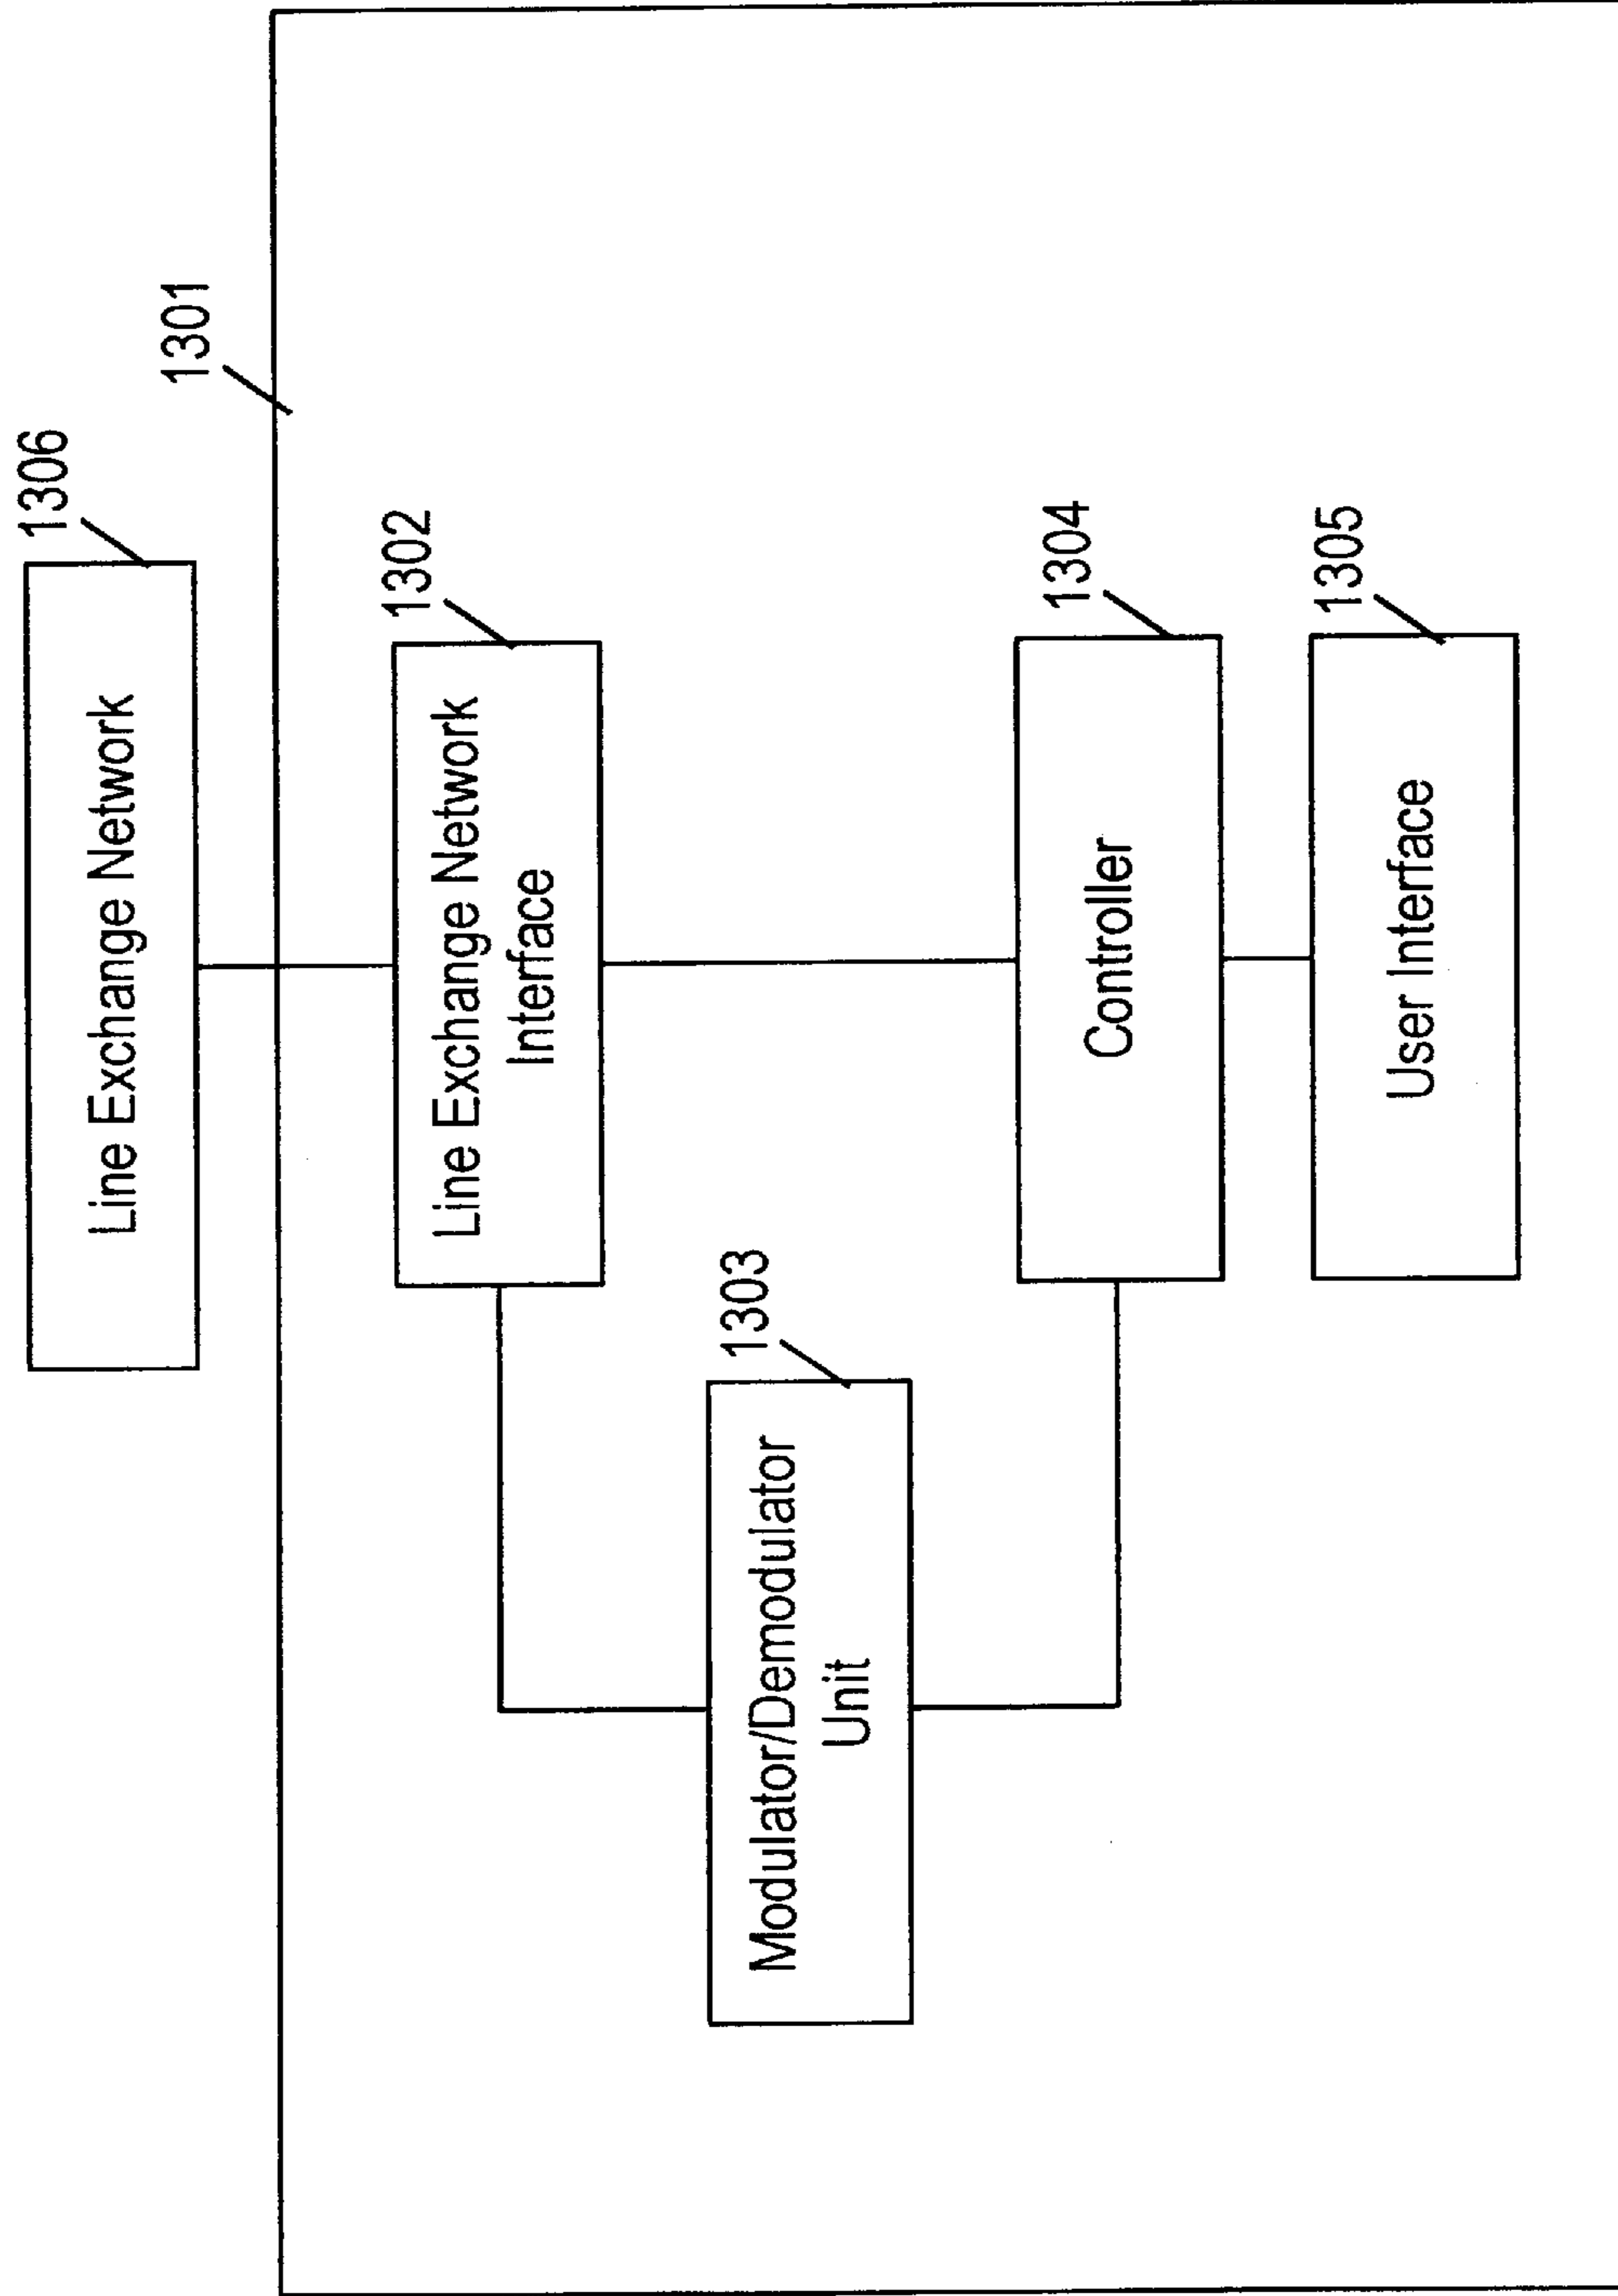 1306
Line Exchange Network
1301
1302
Line Exchange Network
Interface
1303
Modulator/Demodulator
Unit
1304
Controller
1305
User Interface